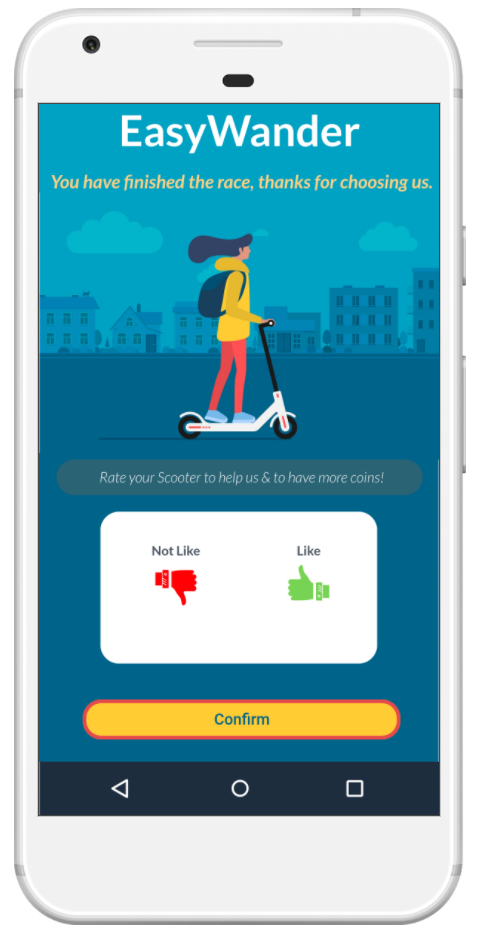 EasyWander
You have finished the race, thanks for choosing us.
Rate your Scooter to help us & to have more coins!
Not Like Like
Confirm